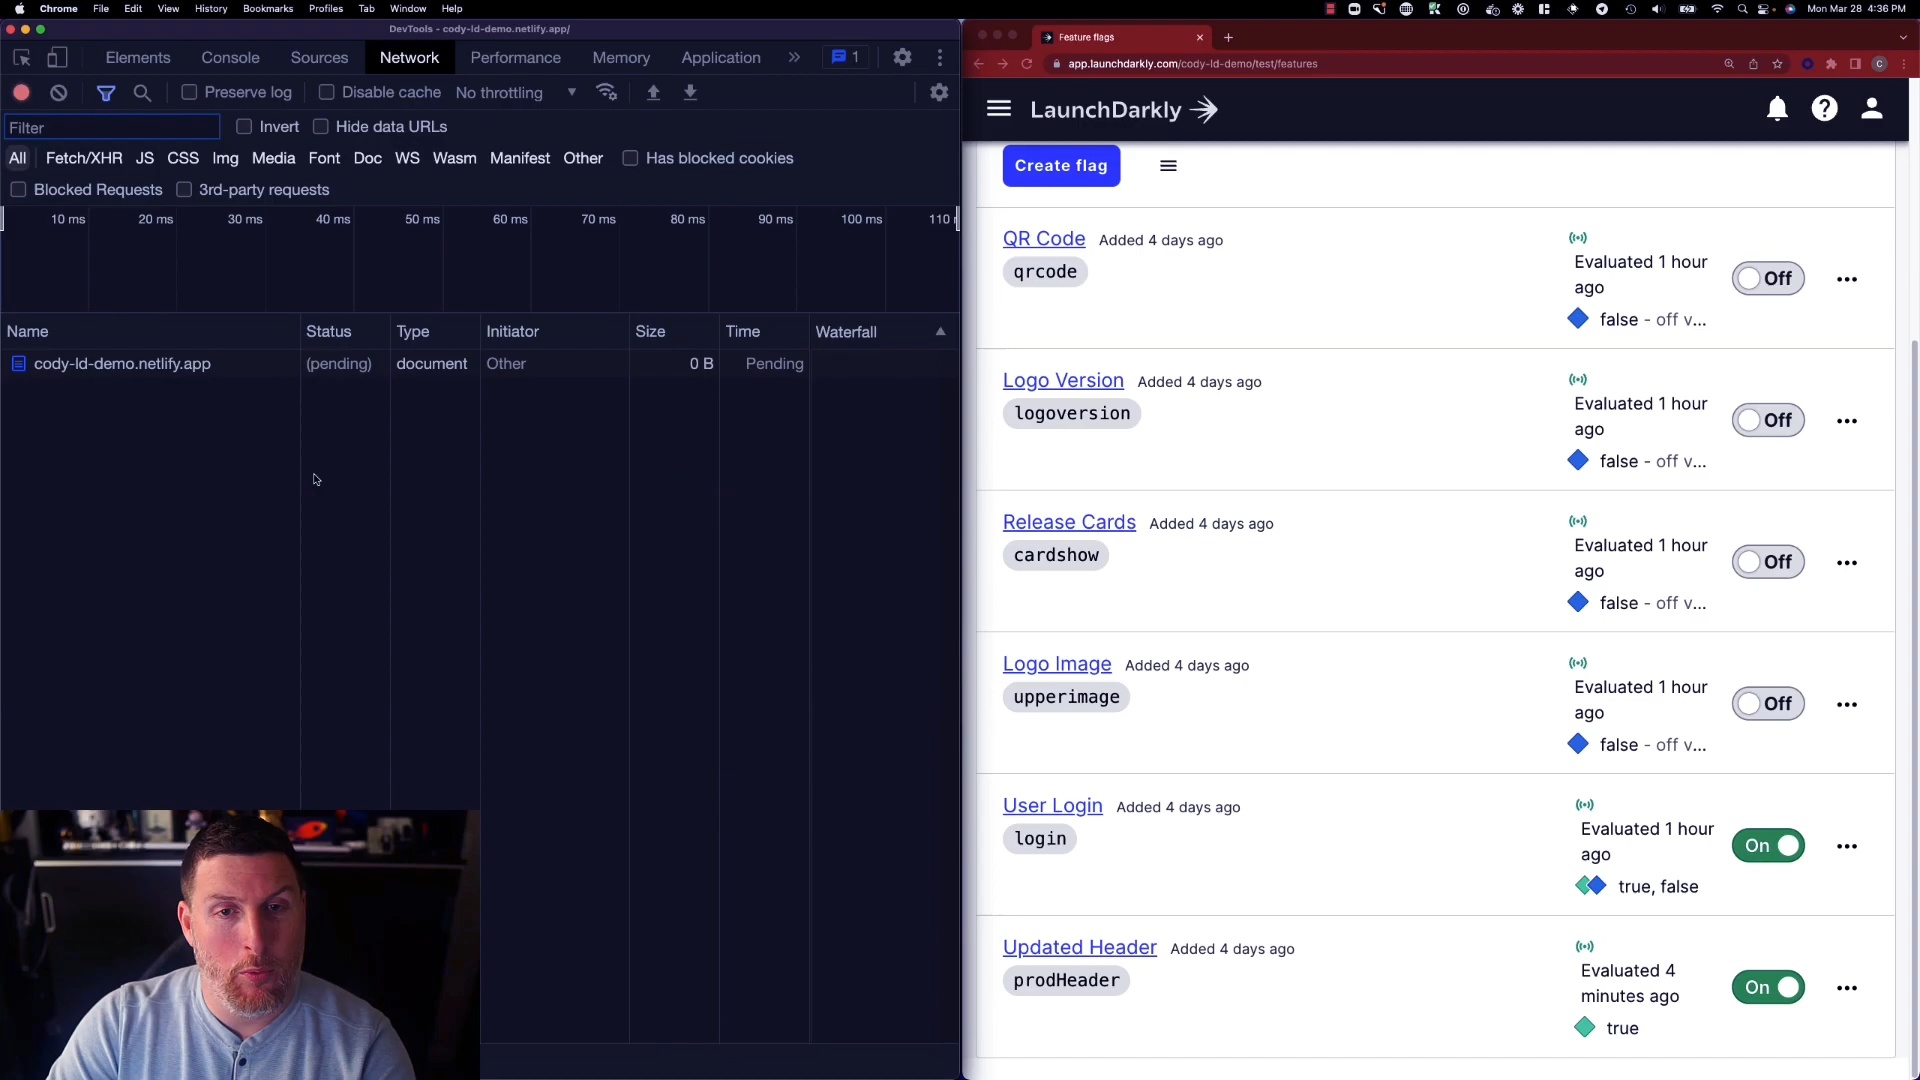 Chrome File Edit View History Bookmarks Profiles Tab Window Help
Mon Mar 28 4:36 PM
DevTools - cody-ld-demo.netlify.app/
Elements Console Sources Network Performance Memory Application » 1
Preserve log Disable cache No throttling
Filter Invert Hide data URLs
All Fetch/XHR JS CSS Img Media Font Doc WS Wasm Manifest Other Has blocked cookies
Blocked Requests 3rd-party requests
10 ms 20 ms 30 ms 40 ms 50 ms 60 ms 70 ms 80 ms 90 ms 100 ms 110
Name Status Type Initiator Size Time Waterfall
cody-ld-demo.netlify.app (pending) document Other 0 B Pending
Feature flags
app.launchdarkly.com/cody-ld-demo/test/features
C
LaunchDarkly
Create flag
QR Code Added 4 days ago
qrcode
Evaluated 1 hour
ago
false - off v...
Off
Logo Version Added 4 days ago
logoversion
Evaluated 1 hour
ago
false - off v...
Off
Release Cards Added 4 days ago
cardshow
Evaluated 1 hour
ago
false - off v...
Off
Logo Image Added 4 days ago
upperimage
Evaluated 1 hour
ago
false - off v...
Off
User Login Added 4 days ago
login
Evaluated 1 hour
ago
true, false
On
Updated Header Added 4 days ago
prodHeader
Evaluated 4
minutes ago
true
On